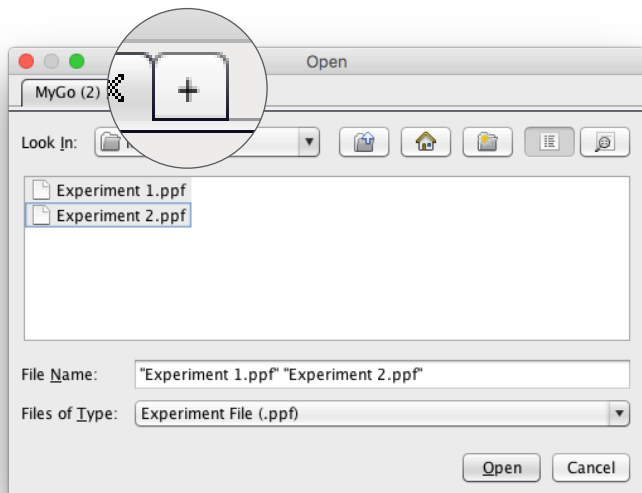 Open
MyGo (2)
+
Look In:
Experiment 1.ppf
Experiment 2.ppf
File Name: "Experiment 1.ppf" "Experiment 2.ppf"
Files of Type: Experiment File (.ppf)
Open Cancel